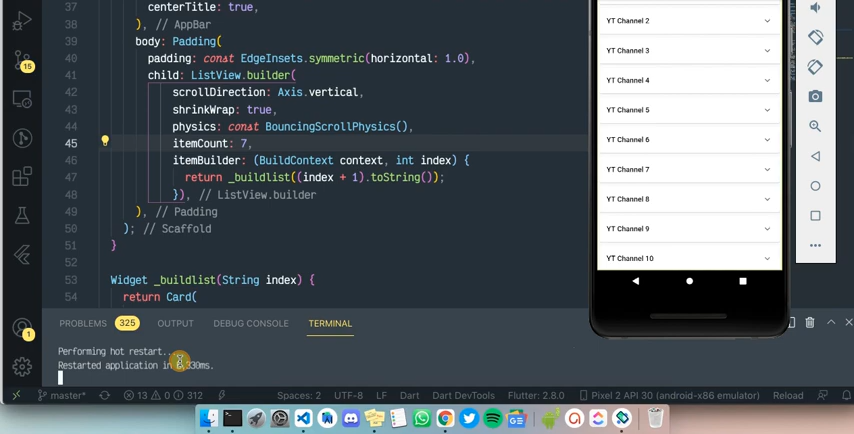 37 centerTitle: true,
38 ), // AppBar
39 body: Padding(
40 padding: const EdgeInsets.symmetric(horizontal: 1.0),
41 child: ListView.builder(
42 scrollDirection: Axis.vertical,
43 shrinkWrap: true,
44 physics: const BouncingScrollPhysics(),
45 itemCount: 7,
46 itemBuilder: (BuildContext context, int index) {
47 return _buildlist((index + 1).toString());
48 }), // ListView.builder
49 ), // Padding
50 ); // Scaffold
51 }
52
53 Widget _buildlist(String index) {
54 return Card(
YT Channel 2
YT Channel 3
YT Channel 4
YT Channel 5
YT Channel 6
YT Channel 7
YT Channel 8
YT Channel 9
YT Channel 10
15
1
PROBLEMS 325 OUTPUT DEBUG CONSOLE TERMINAL
Performing hot restart...
Restarted application in 330ms.
master* 13 0 312 Spaces: 2 UTF-8 LF Dart Dart DevTools Flutter: 2.8.0 Pixel 2 API 30 (android-x86 emulator) Reload